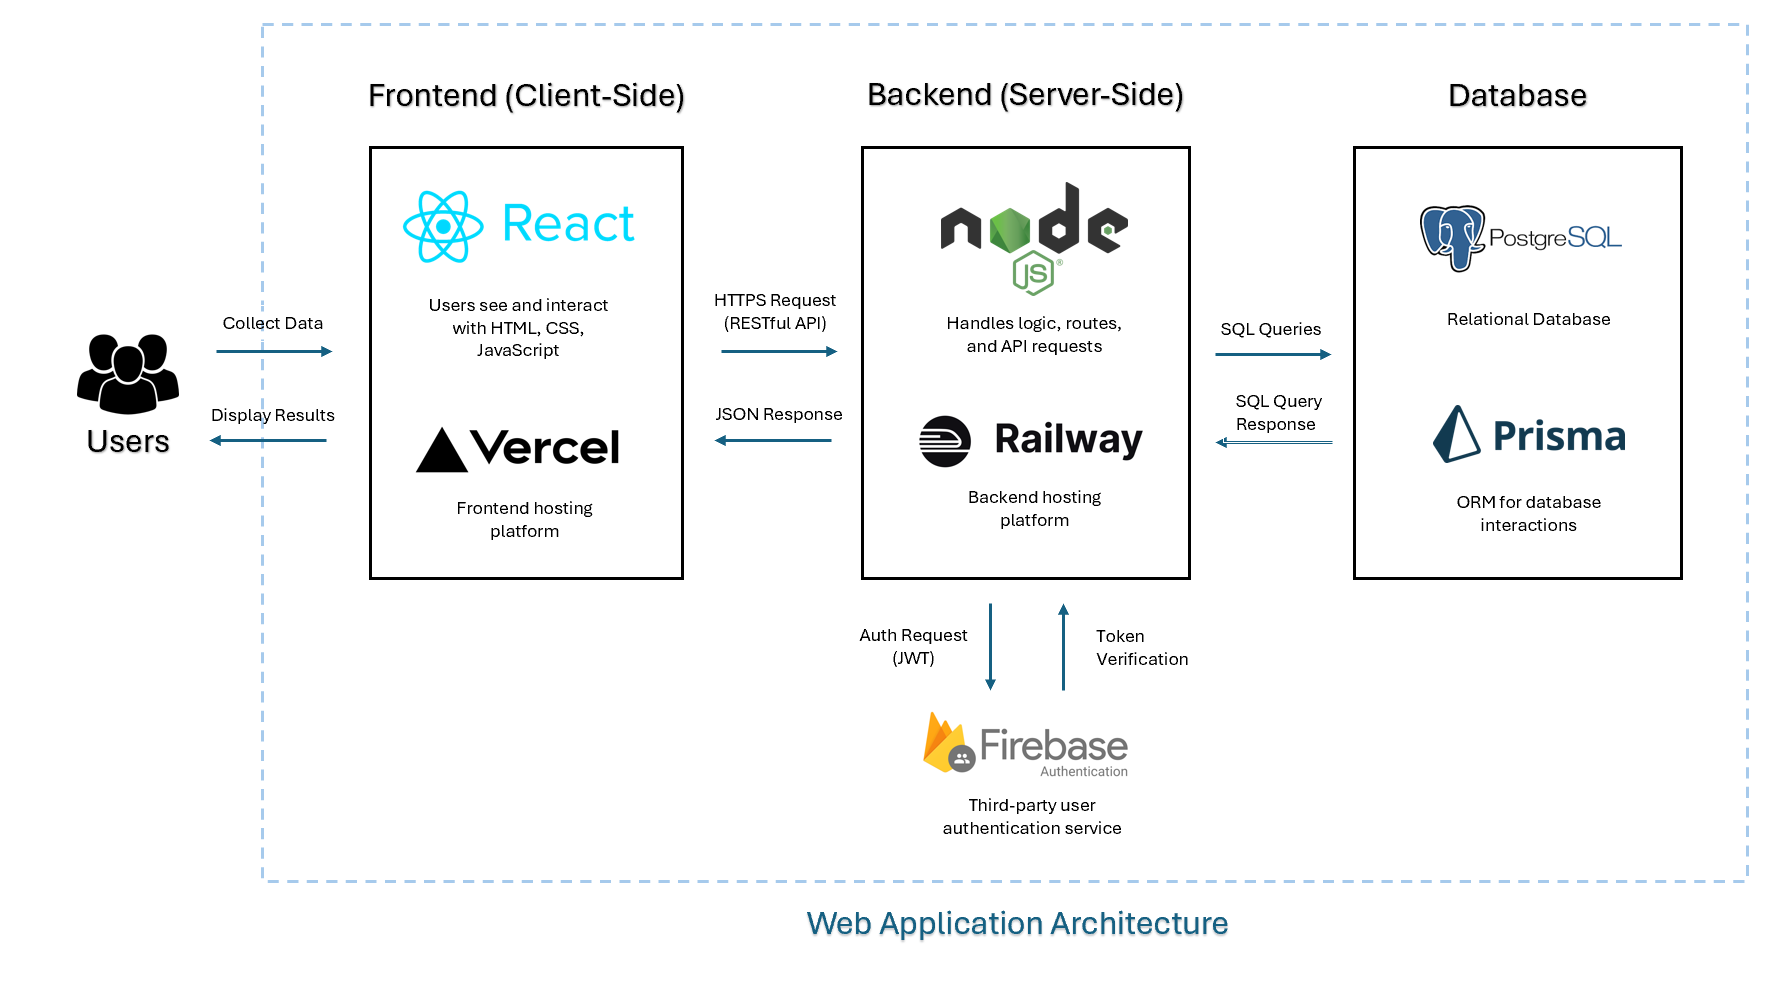 Frontend (Client-Side)
Backend (Server-Side)
Database
React
Users see and interact
with HTML, CSS,
JavaScript
Vercel
Frontend hosting
platform
node
JS
®
Handles logic, routes,
and API requests
Railway
Backend hosting
platform
PostgreSQL
Relational Database
Prisma
ORM for database
interactions
Users
Collect Data
Display Results
HTTPS Request
(RESTful API)
JSON Response
SQL Queries
SQL Query
Response
Auth Request
(JWT)
Token
Verification
Firebase
Authentication
Third-party user
authentication service
Web Application Architecture